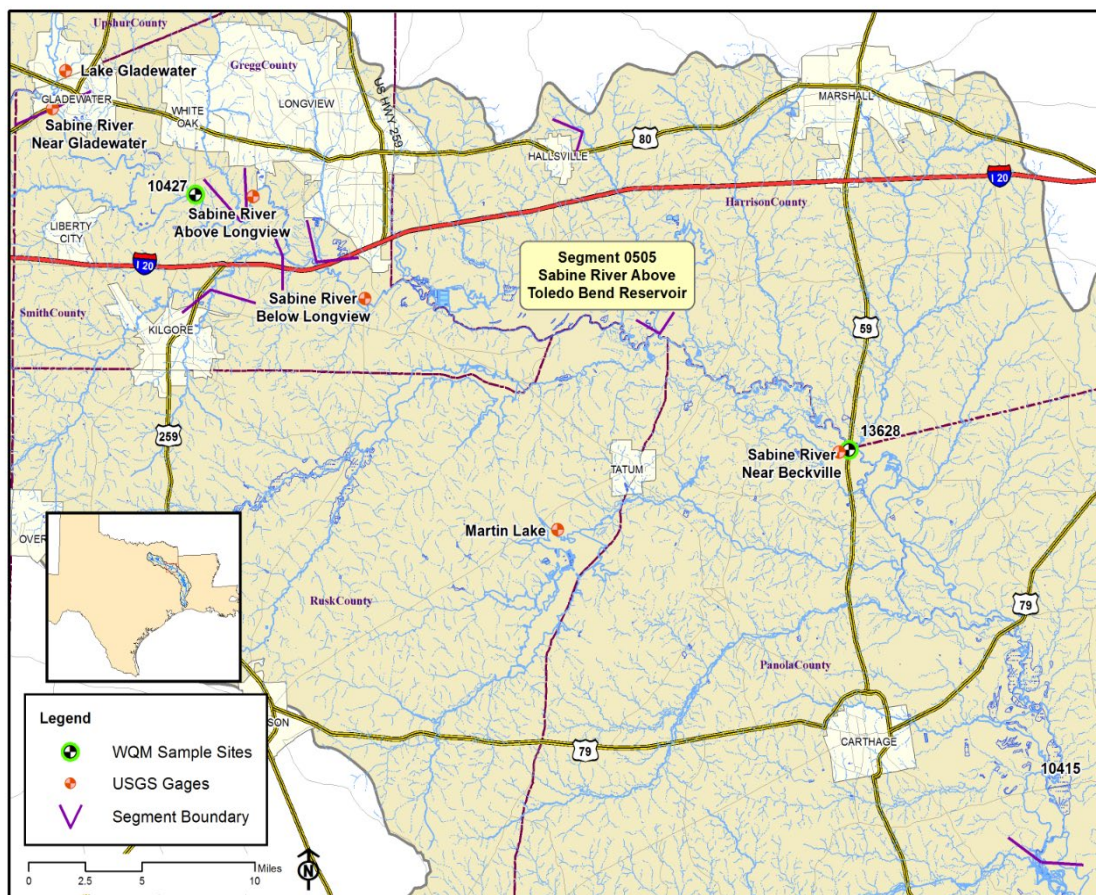 UpshurCounty
Lake Gladewater
GreggCounty
GLADEWATER
WHITE
OAK
LONGVIEW
US HWY 259
MARSHALL
Sabine River
Near Gladewater
80
HALLSVILLE
I 20
HarrisonCounty
10427
LIBERTY
CITY
Sabine River
Above Longview
Segment 0505
Sabine River Above
Toledo Bend Reservoir
I 20
Sabine River
Below Longview
SmithCounty
KILGORE
59
259
13628
Sabine River
Near Beckville
TATUM
Martin Lake
OVER
RuskCounty
79
PanolaCounty
SON
79
CARTHAGE
10415
Legend
WQM Sample Sites
USGS Gages
Segment Boundary
0 2.5 5 10 Miles
N